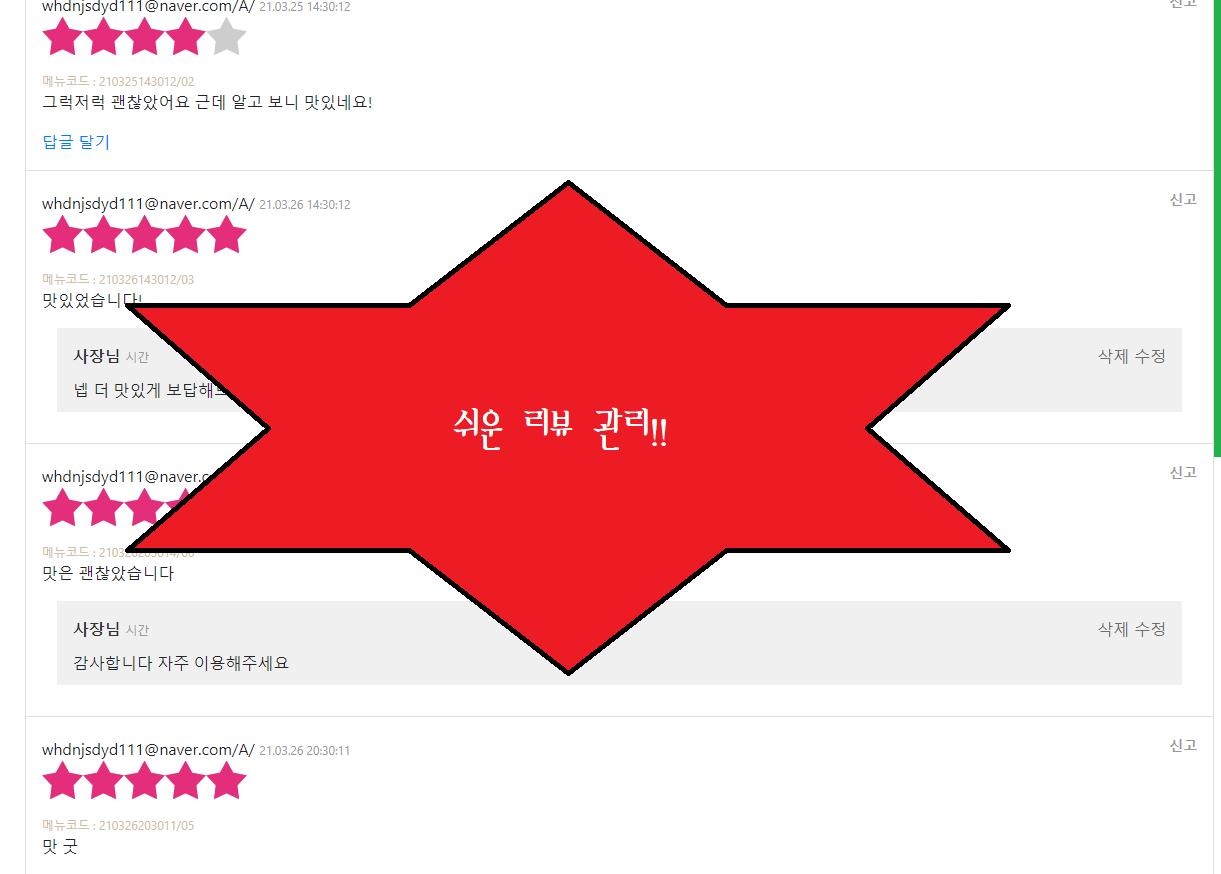 whdnjsdyd111@naver.com/A/ 21.03.25 14:30:12 신고
메뉴코드 : 210325143012/02
그럭저럭 괜찮았어요 근데 알고 보니 맛있네요!
답글 달기
whdnjsdyd111@naver.com/A/ 21.03.26 14:30:12 신고
메뉴코드 : 210326143012/03
맛있었습니다!
사장님 시간 삭제 수정
넵 더 맛있게 보답해
쉬운 리뷰 관리!!
whdnjsdyd111@naver.c 신고
메뉴코드 :
맛은 괜찮았습니다
사장님 시간 삭제 수정
감사합니다 자주 이용해주세요
whdnjsdyd111@naver.com/A/ 21.03.26 20:30:11 신고
메뉴코드 : 210326203011/05
맛 굿